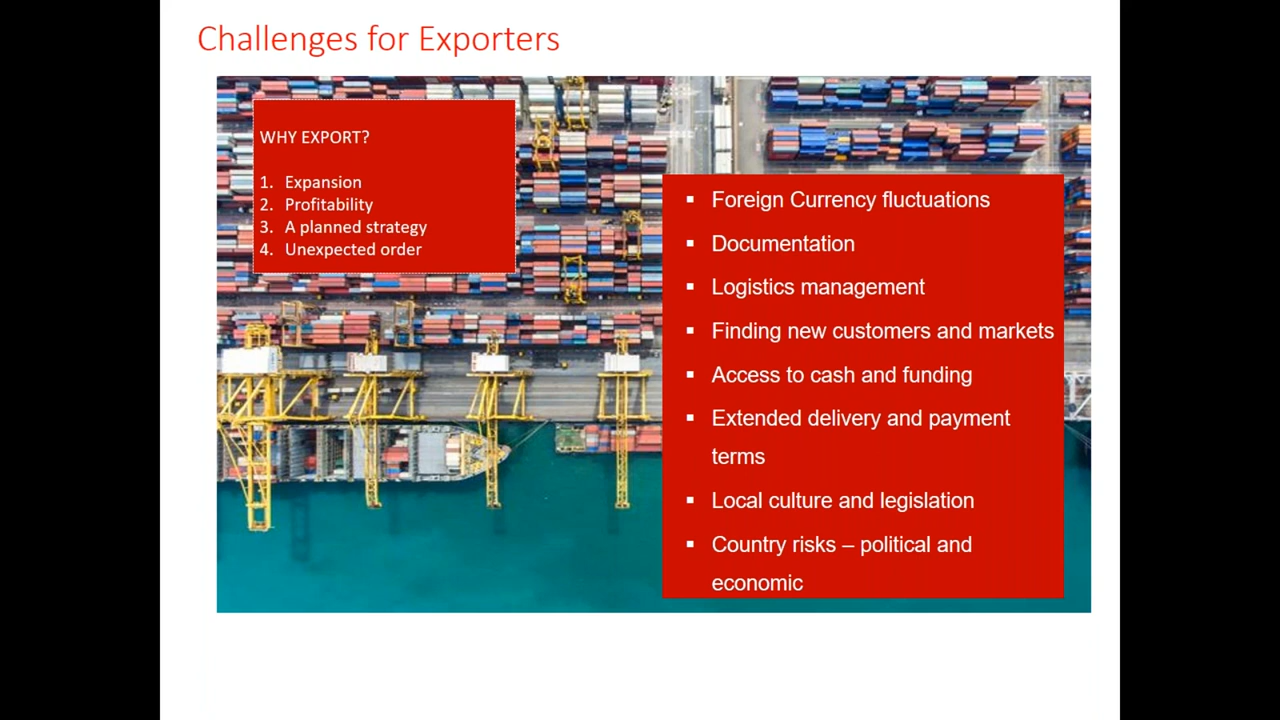 Challenges for Exporters
WHY EXPORT?
1. Expansion
2. Profitability
3. A planned strategy
4. Unexpected order
▪ Foreign Currency fluctuations
▪ Documentation
▪ Logistics management
▪ Finding new customers and markets
▪ Access to cash and funding
▪ Extended delivery and payment
terms
▪ Local culture and legislation
▪ Country risks – political and
economic